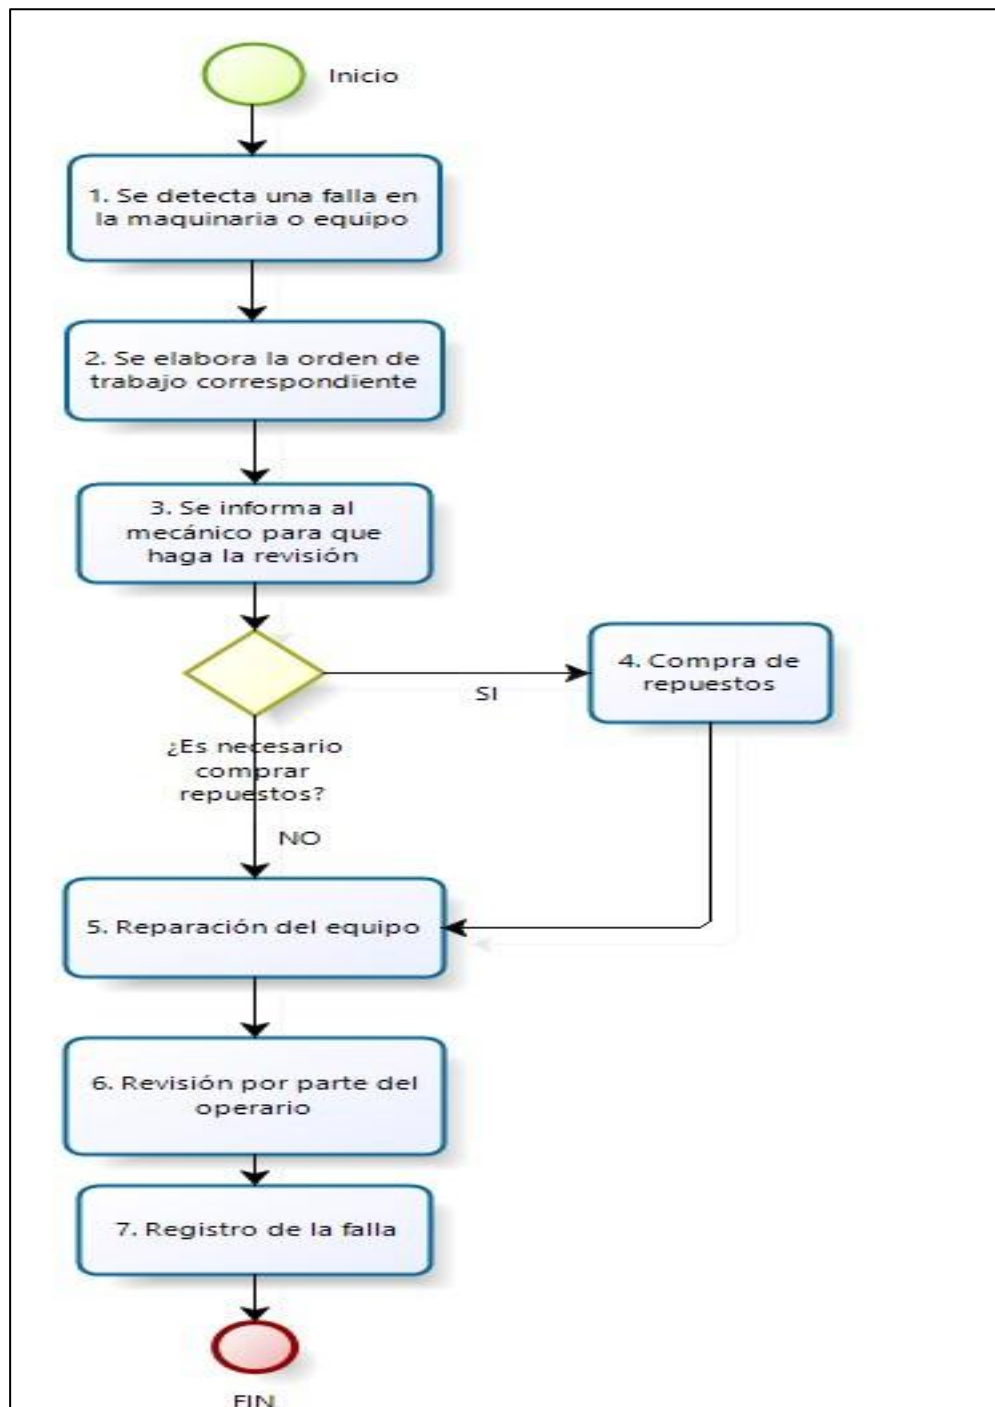 Inicio
1. Se detecta una falla en
la maquinaria o equipo
2. Se elabora la orden de
trabajo correspondiente
3. Se informa al
mecánico para que
haga la revisión
4. Compra de
repuestos
SI
¿Es necesario
comprar
repuestos?
NO
5. Reparación del equipo
6. Revisión por parte del
operario
7. Registro de la falla
FIN